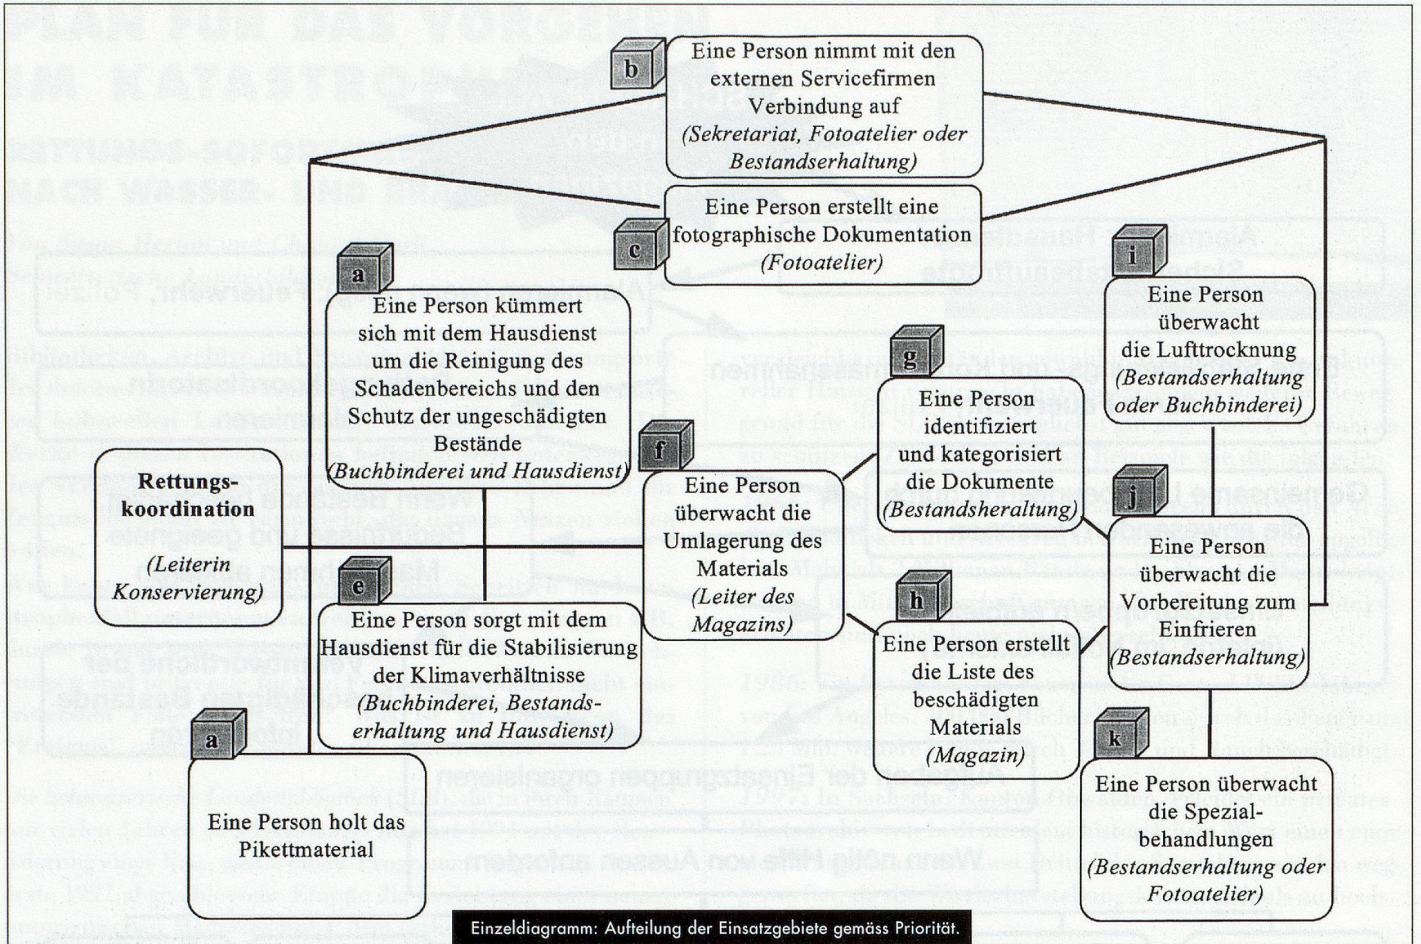 b
Eine Person nimmt mit den
externen Servicefirmen
Verbindung auf
(Sekretariat, Fotoatelier oder
Bestandserhaltung)
c
Eine Person erstellt eine
fotographische Dokumentation
(Fotoatelier)
a
Eine Person kümmert
sich mit dem Hausdienst
um die Reinigung des
Schadenbereichs und den
Schutz der ungeschädigten
Bestände
(Buchbinderei und Hausdienst)
Rettungs-
koordination
(Leiterin
Konservierung)
e
Eine Person sorgt mit dem
Hausdienst für die Stabilisierung
der Klimaverhältnisse
(Buchbinderei, Bestands-
erhaltung und Hausdienst)
a
Eine Person holt das
Pikettmaterial
f
Eine Person
überwacht die
Umlagerung des
Materials
(Leiter des
Magazins)
g
Eine Person
identifiziert
und kategorisiert
die Dokumente
(Bestandsheraltung)
h
Eine Person erstellt
die Liste des
beschädigten
Materials
(Magazin)
i
Eine Person
überwacht
die Lufttrocknung
(Bestandserhaltung
oder Buchbinderei)
j
Eine Person
überwacht die
Vorbereitung zum
Einfrieren
(Bestandserhaltung)
k
Eine Person überwacht
die Spezial-
behandlungen
(Bestandserhaltung oder
Fotoatelier)
Einzeldiagramm: Aufteilung der Einsatzgebiete gemäss Priorität.